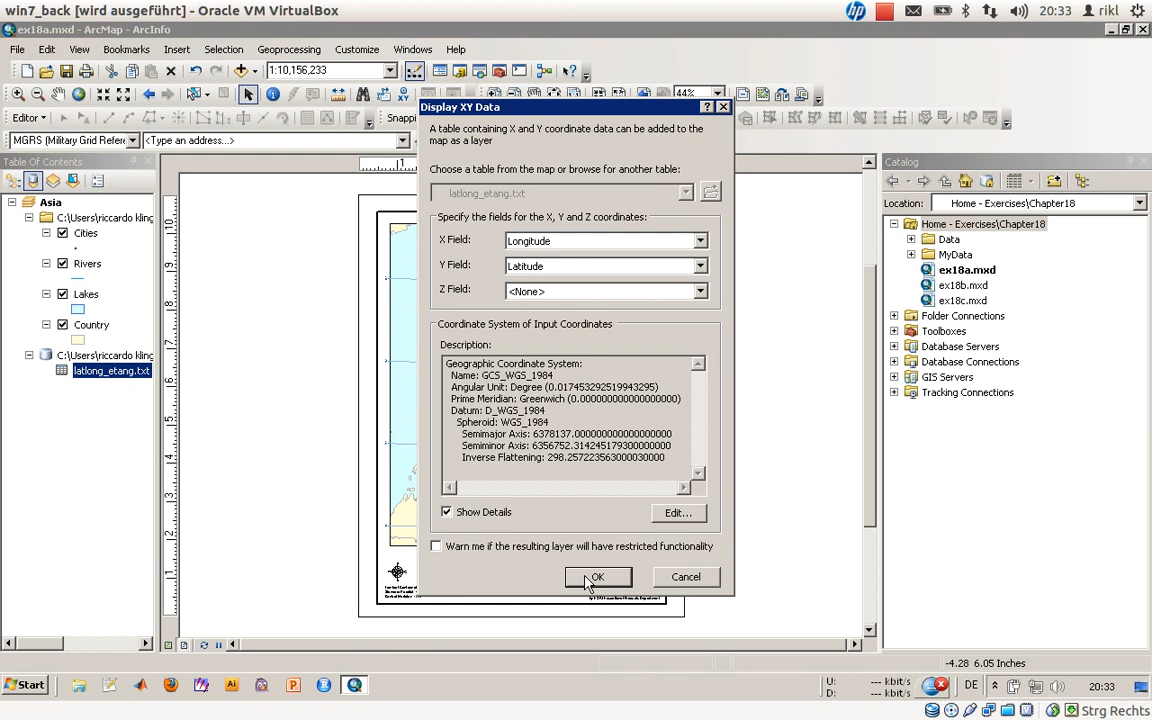 win7_back [wird ausgeführt] - Oracle VM VirtualBox
20:33
rikl
ex18a.mxd - ArcMap - ArcInfo
File Edit View Bookmarks Insert Selection Geoprocessing Customize Windows Help
1:10,156,233
44%
Editor
Snappi
MGRS (Military Grid Refere
<Type an address>
Table Of Contents
Asia
C:\Users\riccardo kling
Cities
Rivers
Lakes
Country
C:\Users\riccardo kling
latlong_etang.txt
Display XY Data
A table containing X and Y coordinate data can be added to the
map as a layer
Choose a table from the map or browse for another table:
latlong_etang.txt
Specify the fields for the X, Y and Z coordinates:
X Field: Longitude
Y Field: Latitude
Z Field: <None>
Coordinate System of Input Coordinates
Description:
Geographic Coordinate System:
Name: GCS_WGS_1984
Angular Unit: Degree (0.017453292519943295)
Prime Meridian: Greenwich (0.000000000000000000)
Datum: D_WGS_1984
Spheroid: WGS_1984
Semimajor Axis: 6378137.000000000000000000
Semiminor Axis: 6356752.314245179300000000
Inverse Flattening: 298.257223563000030000
Show Details
Edit...
Warn me if the resulting layer will have restricted functionality
OK
Cancel
Catalog
Location: Home - Exercises\Chapter18
Home - Exercises\Chapter18
Data
MyData
ex18a.mxd
ex18b.mxd
ex18c.mxd
Folder Connections
Toolboxes
Database Servers
Database Connections
GIS Servers
Tracking Connections
-4.28 6.05 Inches
Start
U: --- kbit/s
D: --- kbit/s
DE
20:33
Strg Rechts